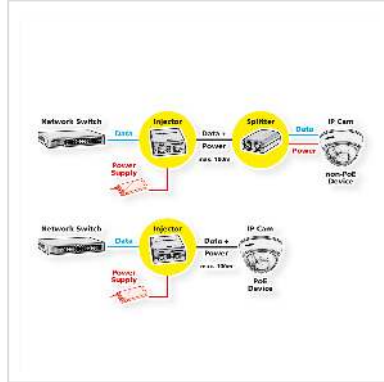 Network Switch
Injector
Splitter
IP Cam
Data
Data +
Power
max. 100m
Data
Power
Power
Supply
non-PoE
Device
Network Switch
Injector
IP Cam
Data
Data +
Power
max. 100m
Power
Supply
PoE
Device